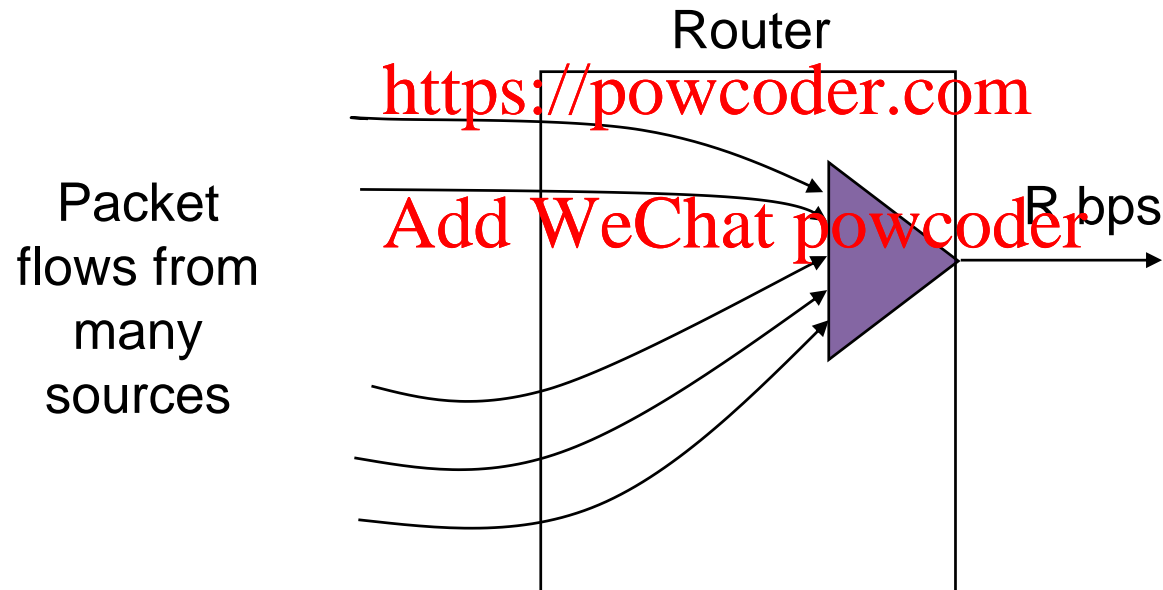 Router
https://powcoder.com
Packet
flows from
many
sources
Add WeChat powcoder
R bps